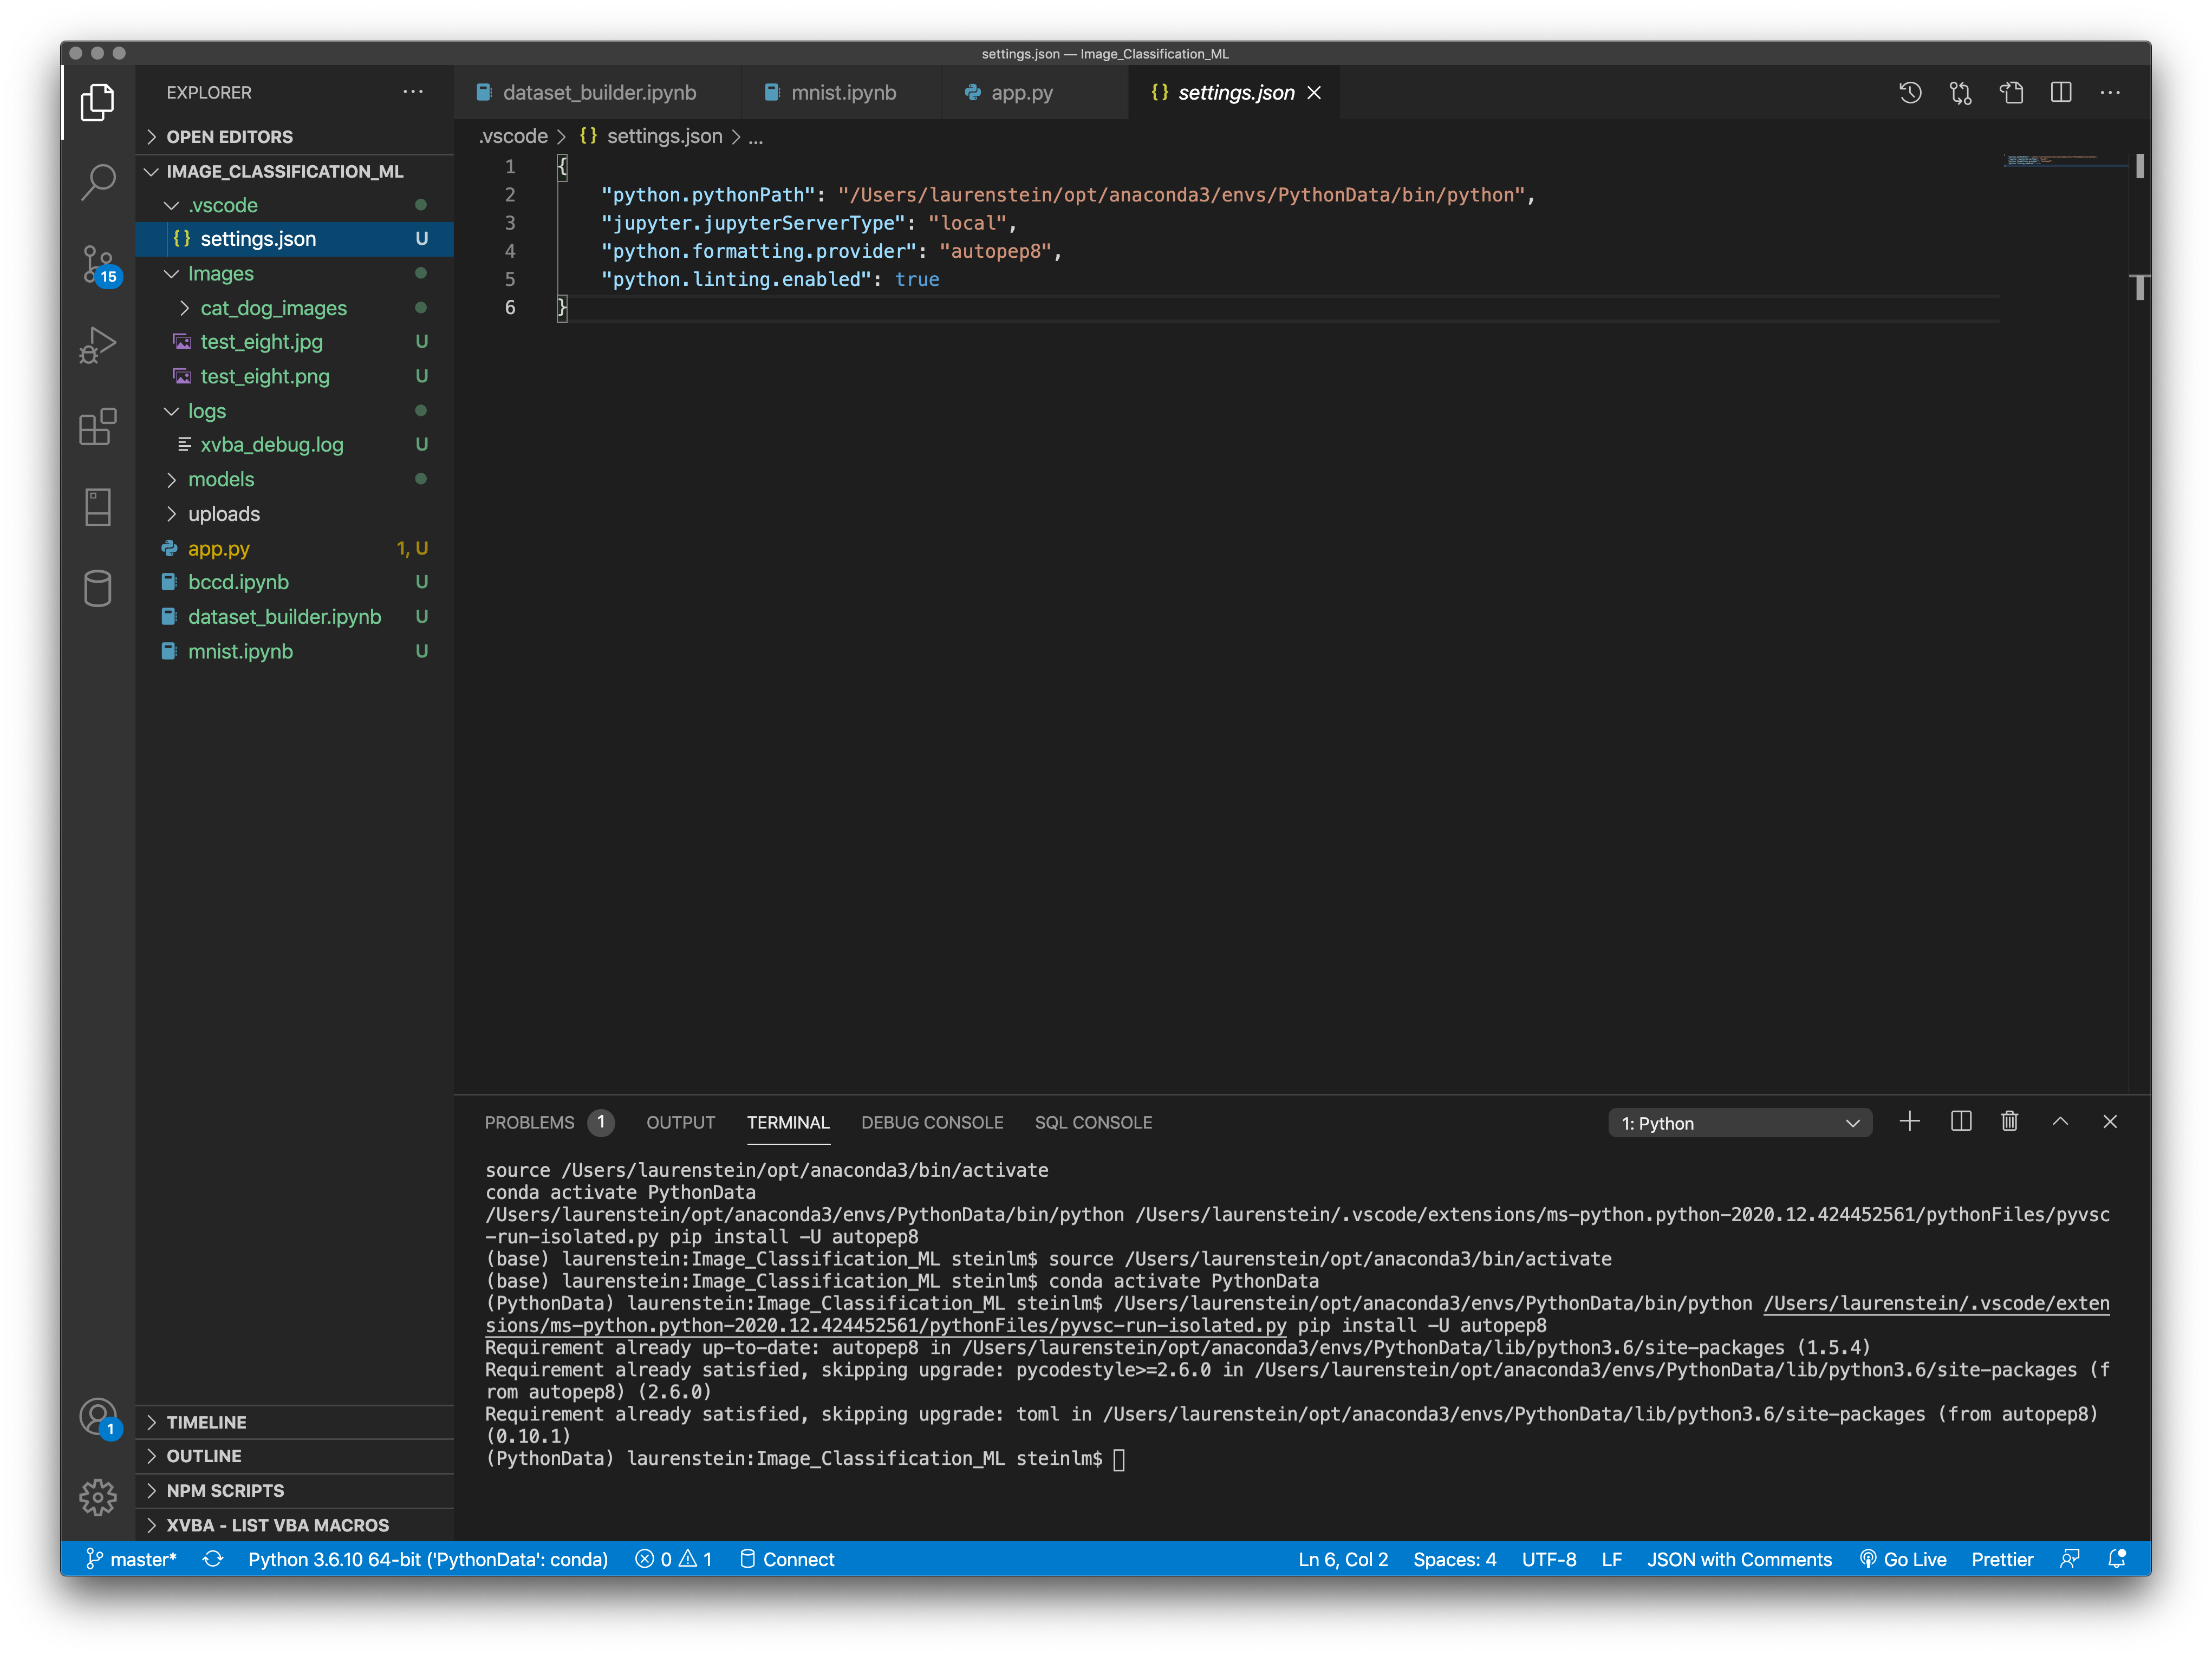 settings.json — Image_Classification_ML
EXPLORER
OPEN EDITORS
IMAGE_CLASSIFICATION_ML
.vscode
settings.json U
Images
cat_dog_images
test_eight.jpg U
test_eight.png U
logs
xvba_debug.log U
models
uploads
app.py 1, U
bccd.ipynb U
dataset_builder.ipynb U
mnist.ipynb U
TIMELINE
OUTLINE
NPM SCRIPTS
XVBA - LIST VBA MACROS
15
1
dataset_builder.ipynb mnist.ipynb app.py {} settings.json
.vscode > {} settings.json > ...
1 {
2 "python.pythonPath": "/Users/laurenstein/opt/anaconda3/envs/PythonData/bin/python",
3 "jupyter.jupyterServerType": "local",
4 "python.formatting.provider": "autopep8",
5 "python.linting.enabled": true
6 }
PROBLEMS 1 OUTPUT TERMINAL DEBUG CONSOLE SQL CONSOLE 1: Python
source /Users/laurenstein/opt/anaconda3/bin/activate
conda activate PythonData
/Users/laurenstein/opt/anaconda3/envs/PythonData/bin/python /Users/laurenstein/.vscode/extensions/ms-python.python-2020.12.424452561/pythonFiles/pyvsc
-run-isolated.py pip install -U autopep8
(base) laurenstein:Image_Classification_ML steinlm$ source /Users/laurenstein/opt/anaconda3/bin/activate
(base) laurenstein:Image_Classification_ML steinlm$ conda activate PythonData
(PythonData) laurenstein:Image_Classification_ML steinlm$ /Users/laurenstein/opt/anaconda3/envs/PythonData/bin/python /Users/laurenstein/.vscode/exten
sions/ms-python.python-2020.12.424452561/pythonFiles/pyvsc-run-isolated.py pip install -U autopep8
Requirement already up-to-date: autopep8 in /Users/laurenstein/opt/anaconda3/envs/PythonData/lib/python3.6/site-packages (1.5.4)
Requirement already satisfied, skipping upgrade: pycodestyle>=2.6.0 in /Users/laurenstein/opt/anaconda3/envs/PythonData/lib/python3.6/site-packages (f
rom autopep8) (2.6.0)
Requirement already satisfied, skipping upgrade: toml in /Users/laurenstein/opt/anaconda3/envs/PythonData/lib/python3.6/site-packages (from autopep8)
(0.10.1)
(PythonData) laurenstein:Image_Classification_ML steinlm$
master* Python 3.6.10 64-bit ('PythonData': conda) 0 1 Connect Ln 6, Col 2 Spaces: 4 UTF-8 LF JSON with Comments Go Live Prettier